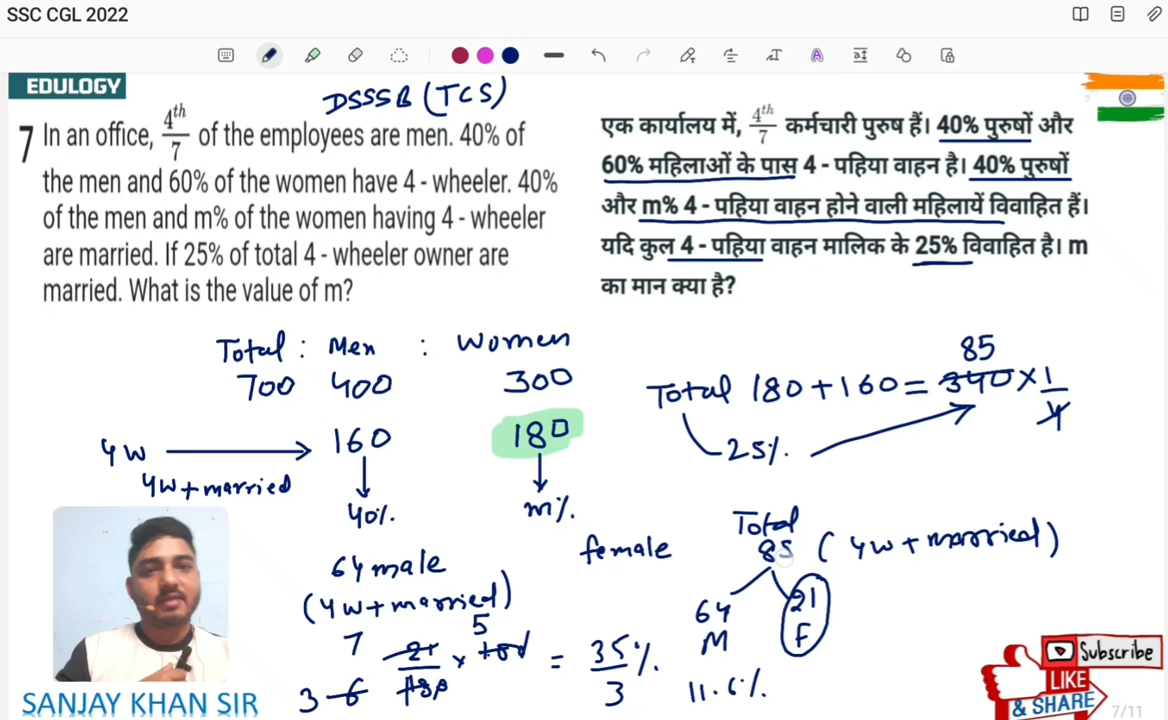 SSC CGL 2022
EDULOGY
DSSSB (TCS)
7 In an office, 4th/7 of the employees are men. 40% of
the men and 60% of the women have 4 - wheeler. 40%
of the men and m% of the women having 4 - wheeler
are married. If 25% of total 4 - wheeler owner are
married. What is the value of m?
एक कार्यालय में, 4th/7 कर्मचारी पुरुष हैं। 40% पुरुषों और
60% महिलाओं के पास 4 - पहिया वाहन है। 40% पुरुषों
और m% 4 - पहिया वाहन होने वाली महिलायें विवाहित हैं।
यदि कुल 4 - पहिया वाहन मालिक के 25% विवाहित है। m
का मान क्या है?
Total : Men : Women
700 400 300
4w 160 180
4w+married
40% m%
64 male
(4w+married)
female
7 5
21/180 × 100 = 35/3 %
3 6
11.6%
85
Total 180+160 = 340 × 1/4
25%
Total
85 (4w+married)
64 21
M F
SANJAY KHAN SIR
Subscribe
LIKE
& SHARE
7/11